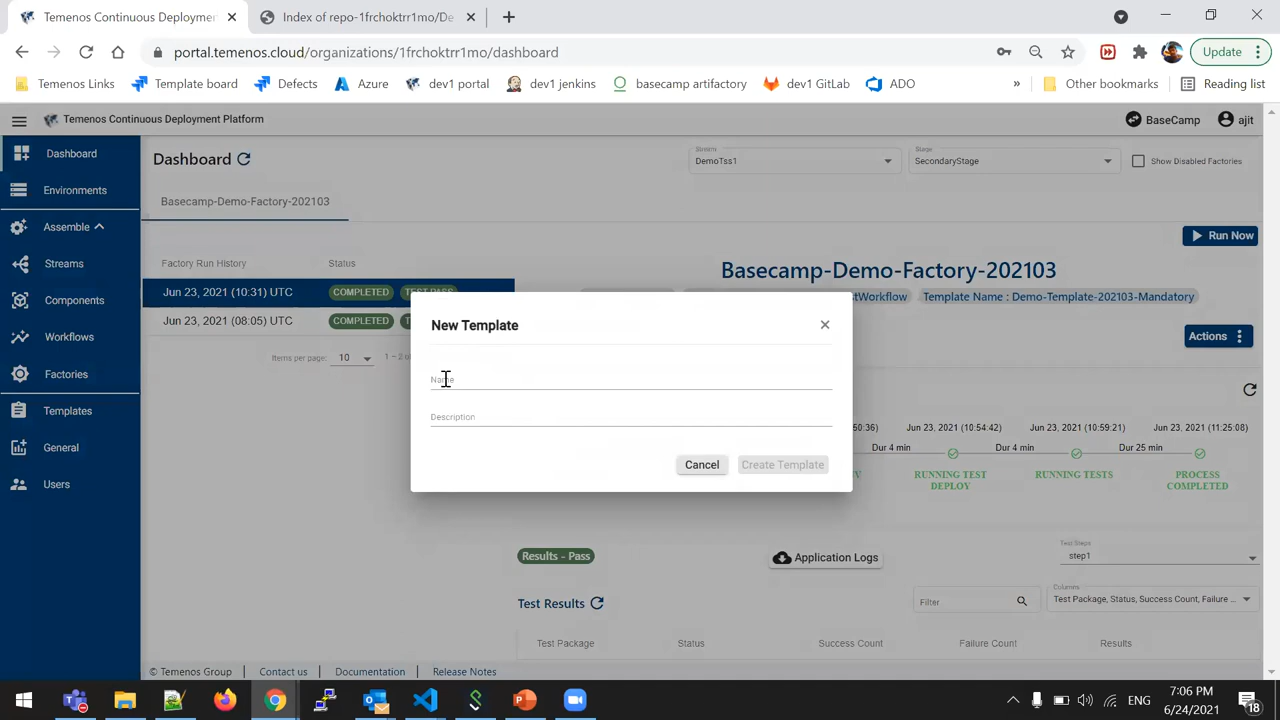 Temenos Continuous Deploymen
Index of repo-1frchoktrr1mo/De
portal.temenos.cloud/organizations/1frchoktrr1mo/dashboard
Update
Temenos Links
Template board
Defects
Azure
dev1 portal
dev1 jenkins
basecamp artifactory
dev1 GitLab
ADO
»
Other bookmarks
Reading list
Temenos Continuous Deployment Platform
BaseCamp
ajit
Dashboard
Environments
Assemble
Streams
Components
Workflows
Factories
Templates
General
Users
Dashboard
Stream
DemoTss1
Stage
SecondaryStage
Show Disabled Factories
Basecamp-Demo-Factory-202103
Run Now
Factory Run History
Status
Jun 23, 2021 (10:31) UTC
COMPLETED
TEST PASS
Jun 23, 2021 (08:05) UTC
COMPLETED
Items per page: 10
1 – 2 o
Basecamp-Demo-Factory-202103
stWorkflow
Template Name : Demo-Template-202103-Mandatory
Actions
New Template
Name
Description
Cancel
Create Template
:50:36)
Jun 23, 2021 (10:54:42)
Jun 23, 2021 (10:59:21)
Jun 23, 2021 (11:25:08)
Dur 4 min
Dur 4 min
Dur 25 min
V
RUNNING TEST
DEPLOY
RUNNING TESTS
PROCESS
COMPLETED
Results - Pass
Application Logs
Test Steps
step1
Test Results
Filter
Columns
Test Package, Status, Success Count, Failure ...
Test Package
Status
Success Count
Failure Count
Results
© Temenos Group
Contact us
Documentation
Release Notes
ENG
7:06 PM
6/24/2021
18